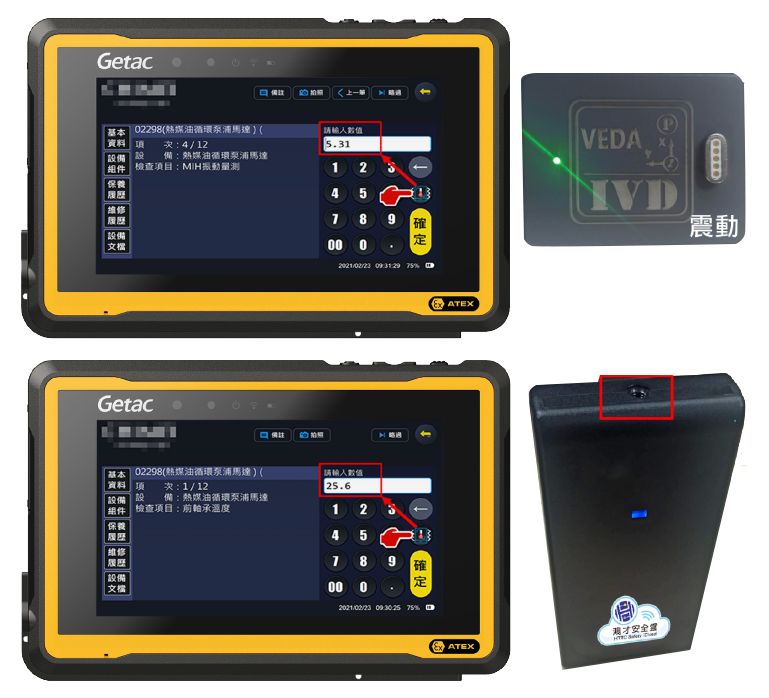 Getac
備註 拍照 上一筆 略過
02298(熱媒油循環泵浦馬達) (
基本資料
設備組件
保養履歷
維修履歷
設備文檔
項 次:4/12
設 備:熱媒油循環泵浦馬達
檢查項目:MIH振動量測
請輸入數值
5.31
1 2 3
4 5
7 8 9
00 0 .
確定
2021/02/23 09:31:29 75%
Ex ATEX
VEDA
P
X
Y
Z
IVD
震動
Getac
備註 拍照 略過
02298(熱媒油循環泵浦馬達) (
基本資料
設備組件
保養履歷
維修履歷
設備文檔
項 次:1/12
設 備:熱媒油循環泵浦馬達
檢查項目:前軸承溫度
請輸入數值
25.6
1 2 3
4 5
7 8 9
00 0 .
確定
2021/02/23 09:30:25 75%
Ex ATEX
鴻才安全雲
HTEC Safety iCloud